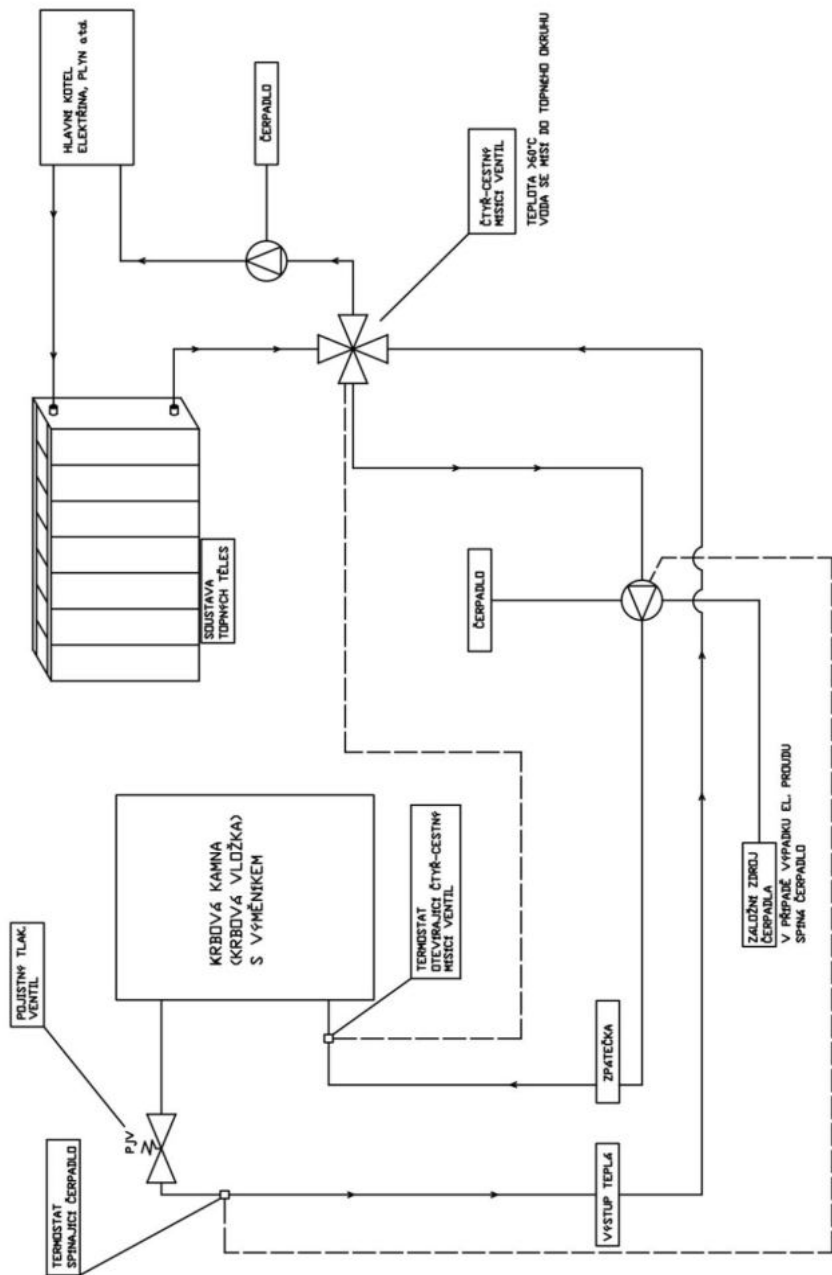 TERMOSTAT
SPÍNAJÍCÍ ČERPADLO
POJISTNÝ TLAK.
VENTIL
PJV
HLAVNÍ KOTEL
ELEKTŘINA, PLYN atd.
KRBOVÁ KAMNA
(KRBOVÁ VLOŽKA)
S VÝMĚNÍKEM
SOUSTAVA
TOPNÝCH TĚLES
ČERPADLO
TERMOSTAT
OTEVÍRAJÍCÍ ČTYŘ-CESTNÝ
MÍSÍCÍ VENTIL
ČERPADLO
ČTYŘ-CESTNÝ
MÍSÍCÍ VENTIL
TEPLOTA >60°C
VODA SE MÍSÍ DO TOPNÉHO OKRUHU
ZPÁTEČKA
VÝSTUP TEPLÁ
ZÁLOŽNÍ ZDROJ
ČERPADLA
V PŘÍPADĚ VÝPADKU EL. PROUDU
SPÍNÁ ČERPADLO